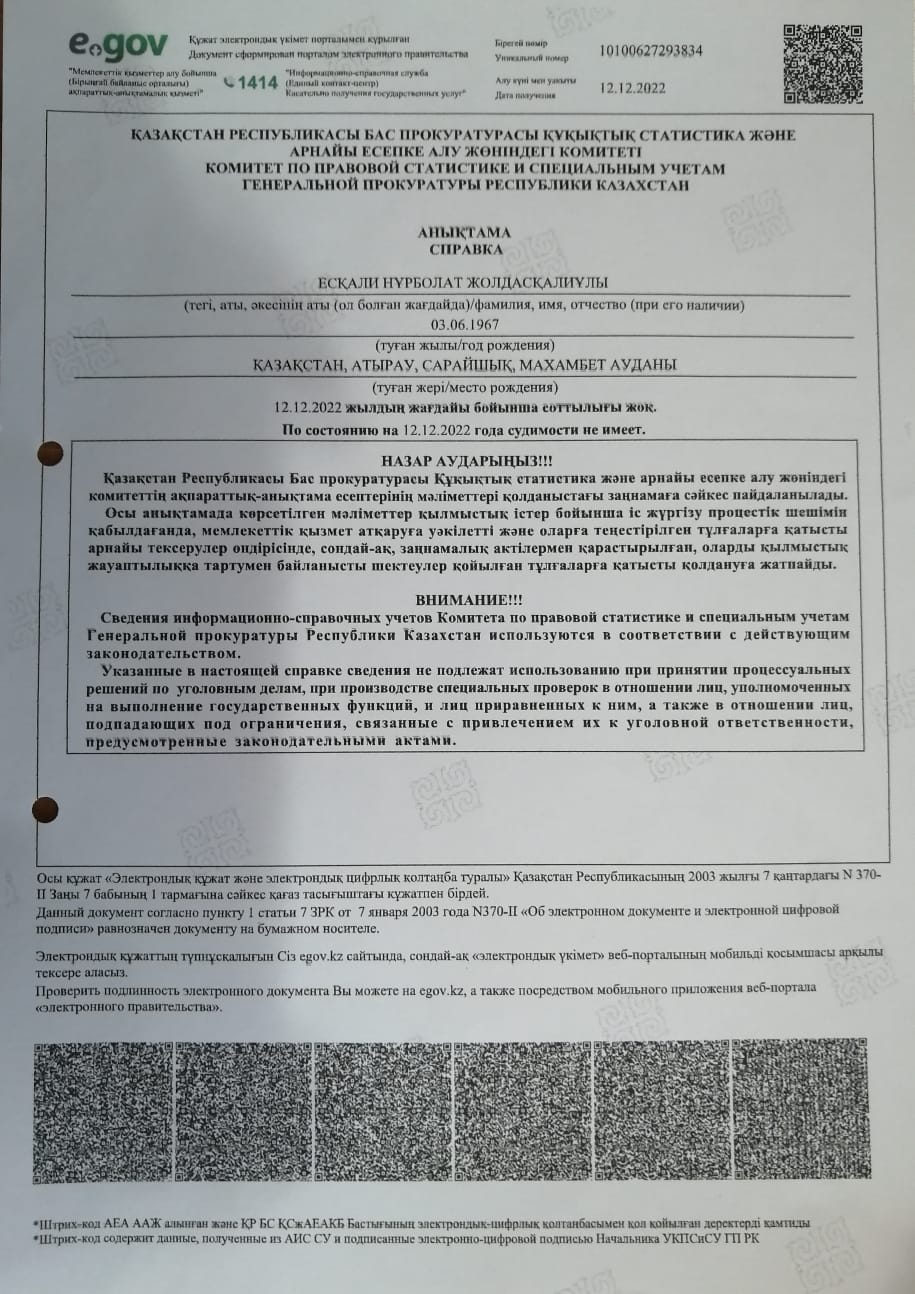 egov
Құжат электрондық үкімет порталымен құрылған
Документ сформирован порталом электронного правительства
"Мемлекеттік қызметтер алу бойынша
(Бірыңғай байланыс орталығы)
ақпараттық-анықтамалық қызметі"
1414
"Информационно-справочная служба
(Единый контакт-центр)
Касательно получения государственных услуг"
Бірегей нөмір
Уникальный номер
10100627293834
Алу күні мен уақыты
Дата получения
12.12.2022
ҚАЗАҚСТАН РЕСПУБЛИКАСЫ БАС ПРОКУРАТУРАСЫ ҚҰҚЫҚТЫҚ СТАТИСТИКА ЖӘНЕ
АРНАЙЫ ЕСЕПКЕ АЛУ ЖӨНІНДЕГІ КОМИТЕТІ
КОМИТЕТ ПО ПРАВОВОЙ СТАТИСТИКЕ И СПЕЦИАЛЬНЫМ УЧЕТАМ
ГЕНЕРАЛЬНОЙ ПРОКУРАТУРЫ РЕСПУБЛИКИ КАЗАХСТАН
АНЫҚТАМА
СПРАВКА
ЕСҚАЛИ НҰРБОЛАТ ЖОЛДАСҚАЛИҰЛЫ
(тегі, аты, әкесінің аты (ол болған жағдайда)/фамилия, имя, отчество (при его наличии)
03.06.1967
(туған жылы/год рождения)
ҚАЗАҚСТАН, АТЫРАУ, САРАЙШЫҚ, МАХАМБЕТ АУДАНЫ
(туған жері/место рождения)
12.12.2022 жылдың жағдайы бойынша соттылығы жоқ.
По состоянию на 12.12.2022 года судимости не имеет.
НАЗАР АУДАРЫҢЫЗ!!!
Қазақстан Республикасы Бас прокуратурасы Құқықтық статистика және арнайы есепке алу жөніндегі
комитеттің ақпараттық-анықтама есептерінің мәліметтері қолданыстағы заңнамаға сәйкес пайдаланылады.
Осы анықтамада көрсетілген мәліметтер қылмыстық істер бойынша іс жүргізу процестік шешімін
қабылдағанда, мемлекеттік қызмет атқаруға уәкілетті және оларға теңестірілген тұлғаларға қатысты
арнайы тексерулер өндірісінде, сондай-ақ, заңнамалық актілермен қарастырылған, оларды қылмыстық
жауаптылыққа тартумен байланысты шектеулер қойылған тұлғаларға қатысты қолдануға жатпайды.
ВНИМАНИЕ!!!
Сведения информационно-справочных учетов Комитета по правовой статистике и специальным учетам
Генеральной прокуратуры Республики Казахстан используются в соответствии с действующим
законодательством.
Указанные в настоящей справке сведения не подлежат использованию при принятии процессуальных
решений по уголовным делам, при производстве специальных проверок в отношении лиц, уполномоченных
на выполнение государственных функций, и лиц приравненных к ним, а также в отношении лиц,
подпадающих под ограничения, связанные с привлечением их к уголовной ответственности,
предусмотренные законодательными актами.
Осы құжат «Электрондық құжат және электрондық цифрлық колтаңба туралы» Қазақстан Республикасының 2003 жылғы 7 қаңтардағы N 370-
II Заңы 7 бабының 1 тармағына сәйкес қағаз тасығыштағы құжатпен бірдей.
Данный документ согласно пункту 1 статьи 7 ЗРК от 7 января 2003 года N370-II «Об электронном документе и электронной цифровой
подписи» равнозначен документу на бумажном носителе.
Электрондық құжаттың түпнұсқалығын Сіз egov.kz сайтында, сондай-ақ «электрондық үкімет» веб-порталының мобильді қосымшасы арқылы
тексере аласыз.
Проверить подлинность электронного документа Вы можете на egov.kz, а также посредством мобильного приложения веб-портала
«электронного правительства».
*Штрих-код АЕА ААЖ алынған және ҚР БС ҚСжАЕАКБ Бастығының электрондық-цифрлық қолтанбасымен қол қойылған деректерді қамтиды
*Штрих-код содержит данные, полученные из АИС СУ и подписанные электронно-цифровой подписью Начальника УКПСиСУ ГП РК